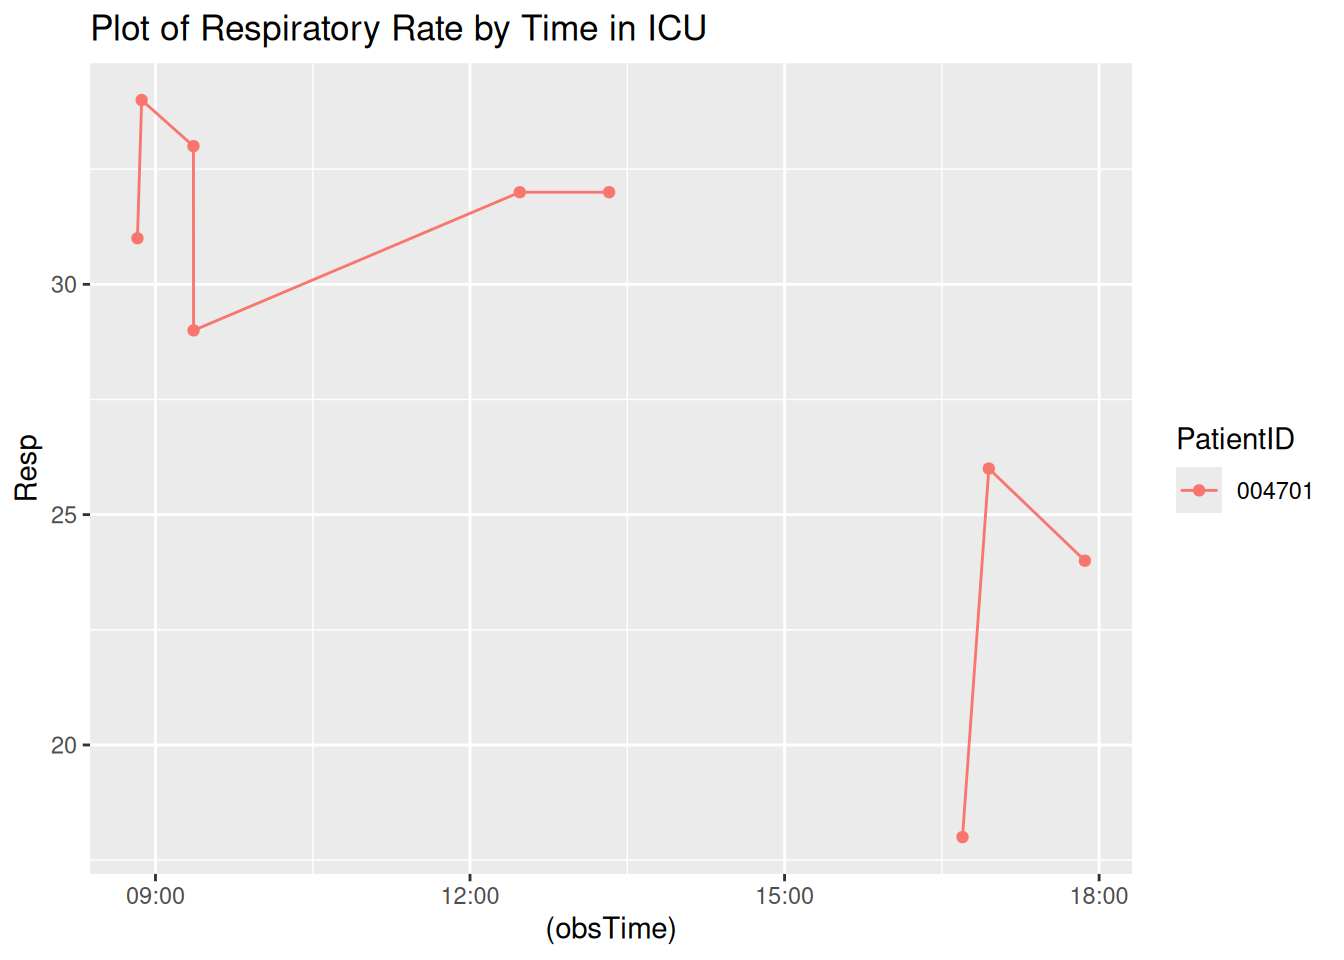 Plot of Respiratory Rate by Time in ICU
30
25
20
Resp
09:00 12:00 15:00 18:00
(obsTime)
PatientID
004701